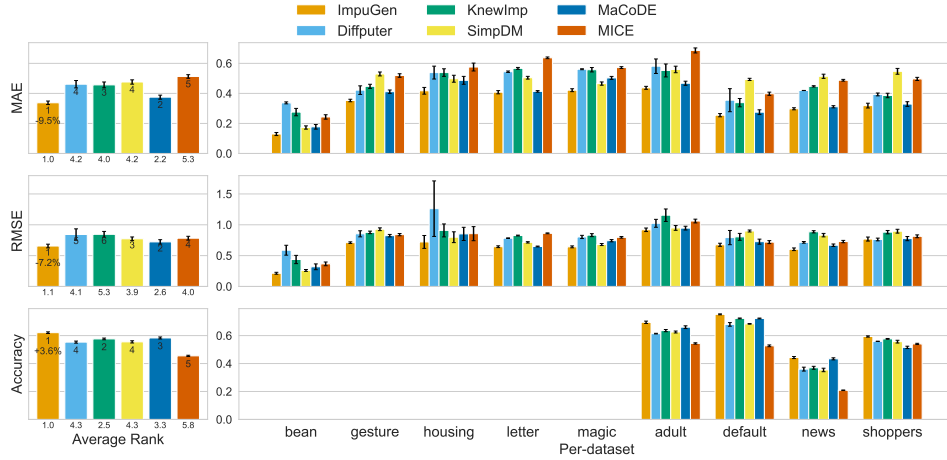 ImpuGen KnewImp MaCoDE
Diffputer SimpDM MICE
MAE
1 4 3 4 2 5
-9.5%
1.0 4.2 4.0 4.2 2.2 5.3
0.6
0.4
0.2
0.0
RMSE
1 5 6 3 2 4
-7.2%
1.1 4.1 5.3 3.9 2.6 4.0
1.5
1.0
0.5
0.0
Accuracy
1 4 2 4 3 5
+3.6%
1.0 4.3 2.5 4.3 3.3 5.8
0.6
0.4
0.2
0.0
Average Rank
bean gesture housing letter magic adult default news shoppers
Per-dataset